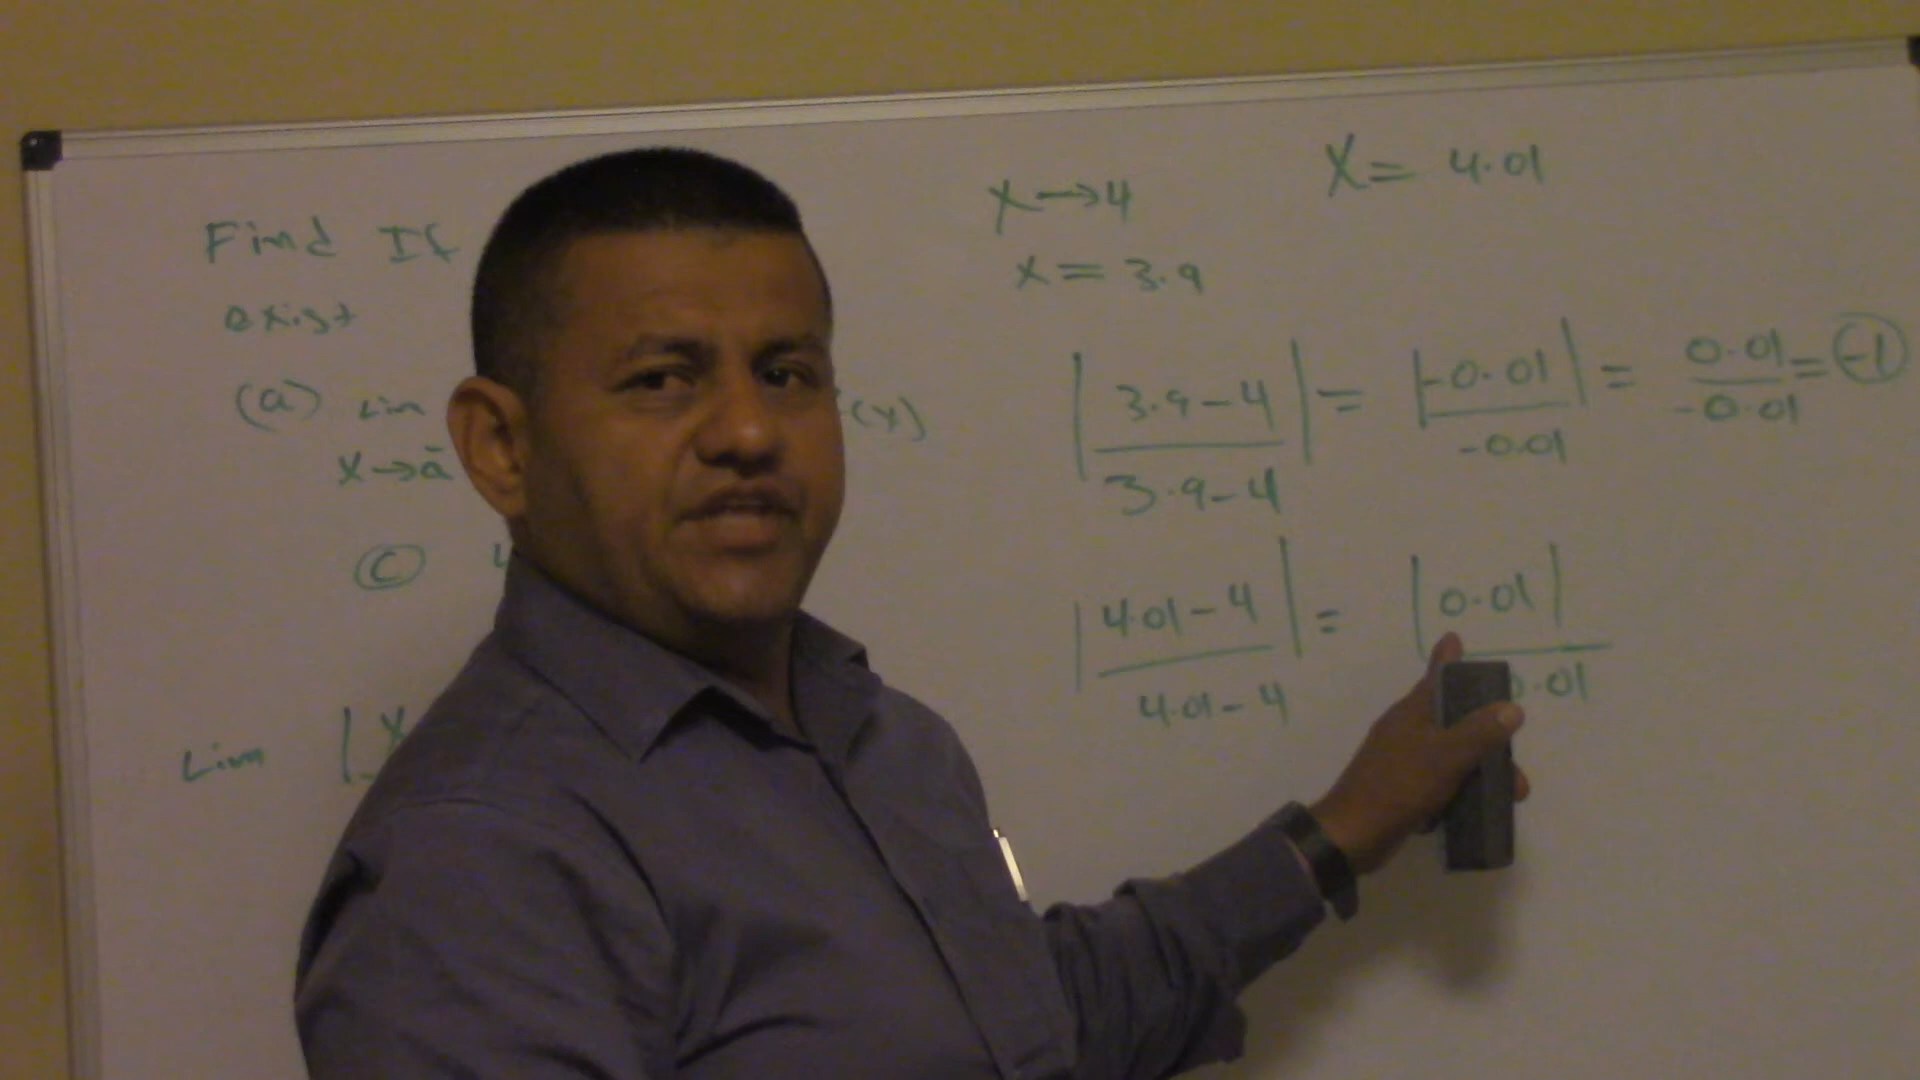 Find If
exist
(a) Lim (x)
x→a⁻
(c)
Lim | x
x→4
x = 3.9
x = 4.01
| 3.9-4 / 3.9-4 | = |-0.01| / -0.01 = 0.01 / -0.01 = -1
| 4.01-4 / 4.01-4 | = |0.01| / 0.01